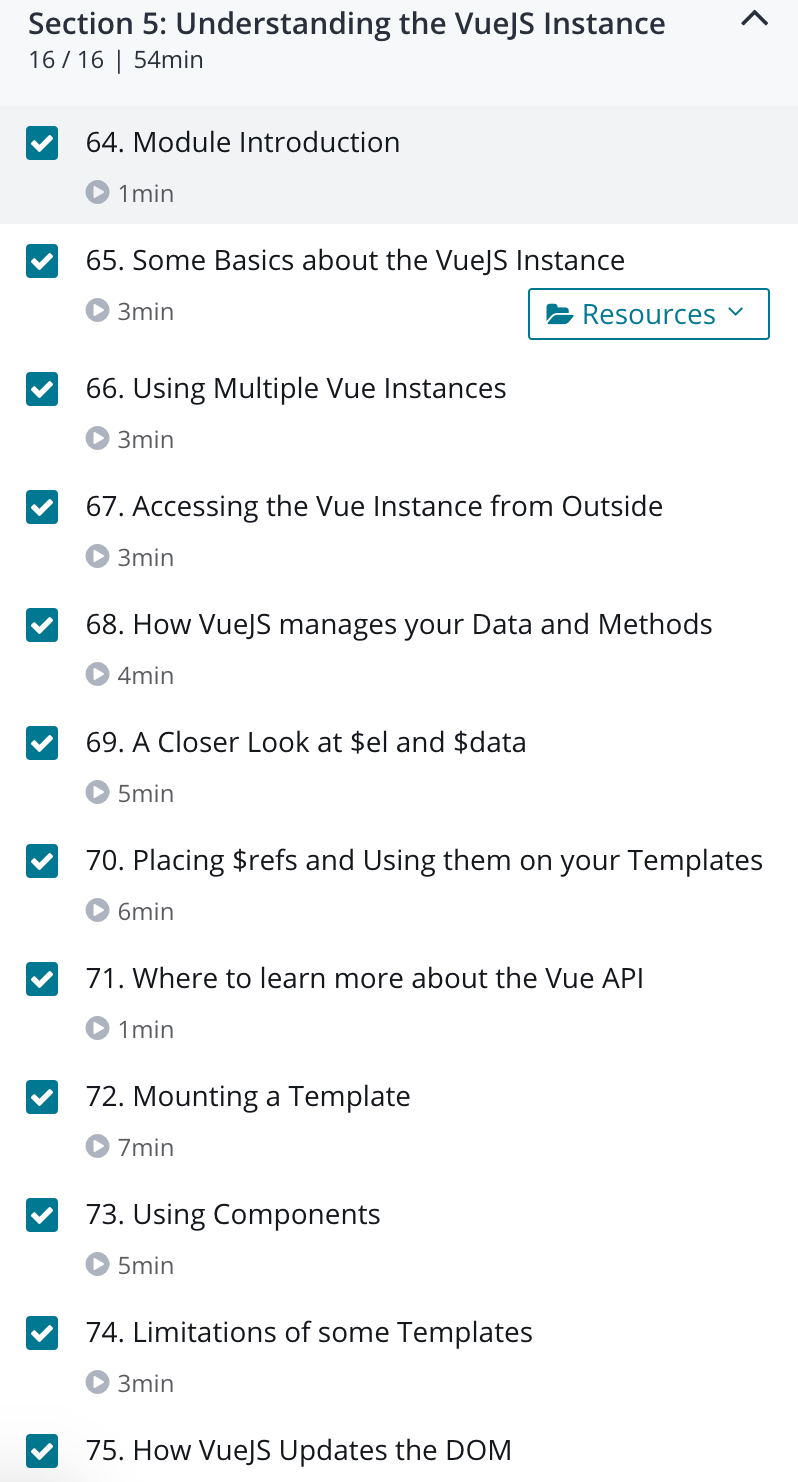 Section 5: Understanding the VueJS Instance
16 / 16 | 54min
64. Module Introduction
1min
65. Some Basics about the VueJS Instance
3min
Resources
66. Using Multiple Vue Instances
3min
67. Accessing the Vue Instance from Outside
3min
68. How VueJS manages your Data and Methods
4min
69. A Closer Look at $el and $data
5min
70. Placing $refs and Using them on your Templates
6min
71. Where to learn more about the Vue API
1min
72. Mounting a Template
7min
73. Using Components
5min
74. Limitations of some Templates
3min
75. How VueJS Updates the DOM